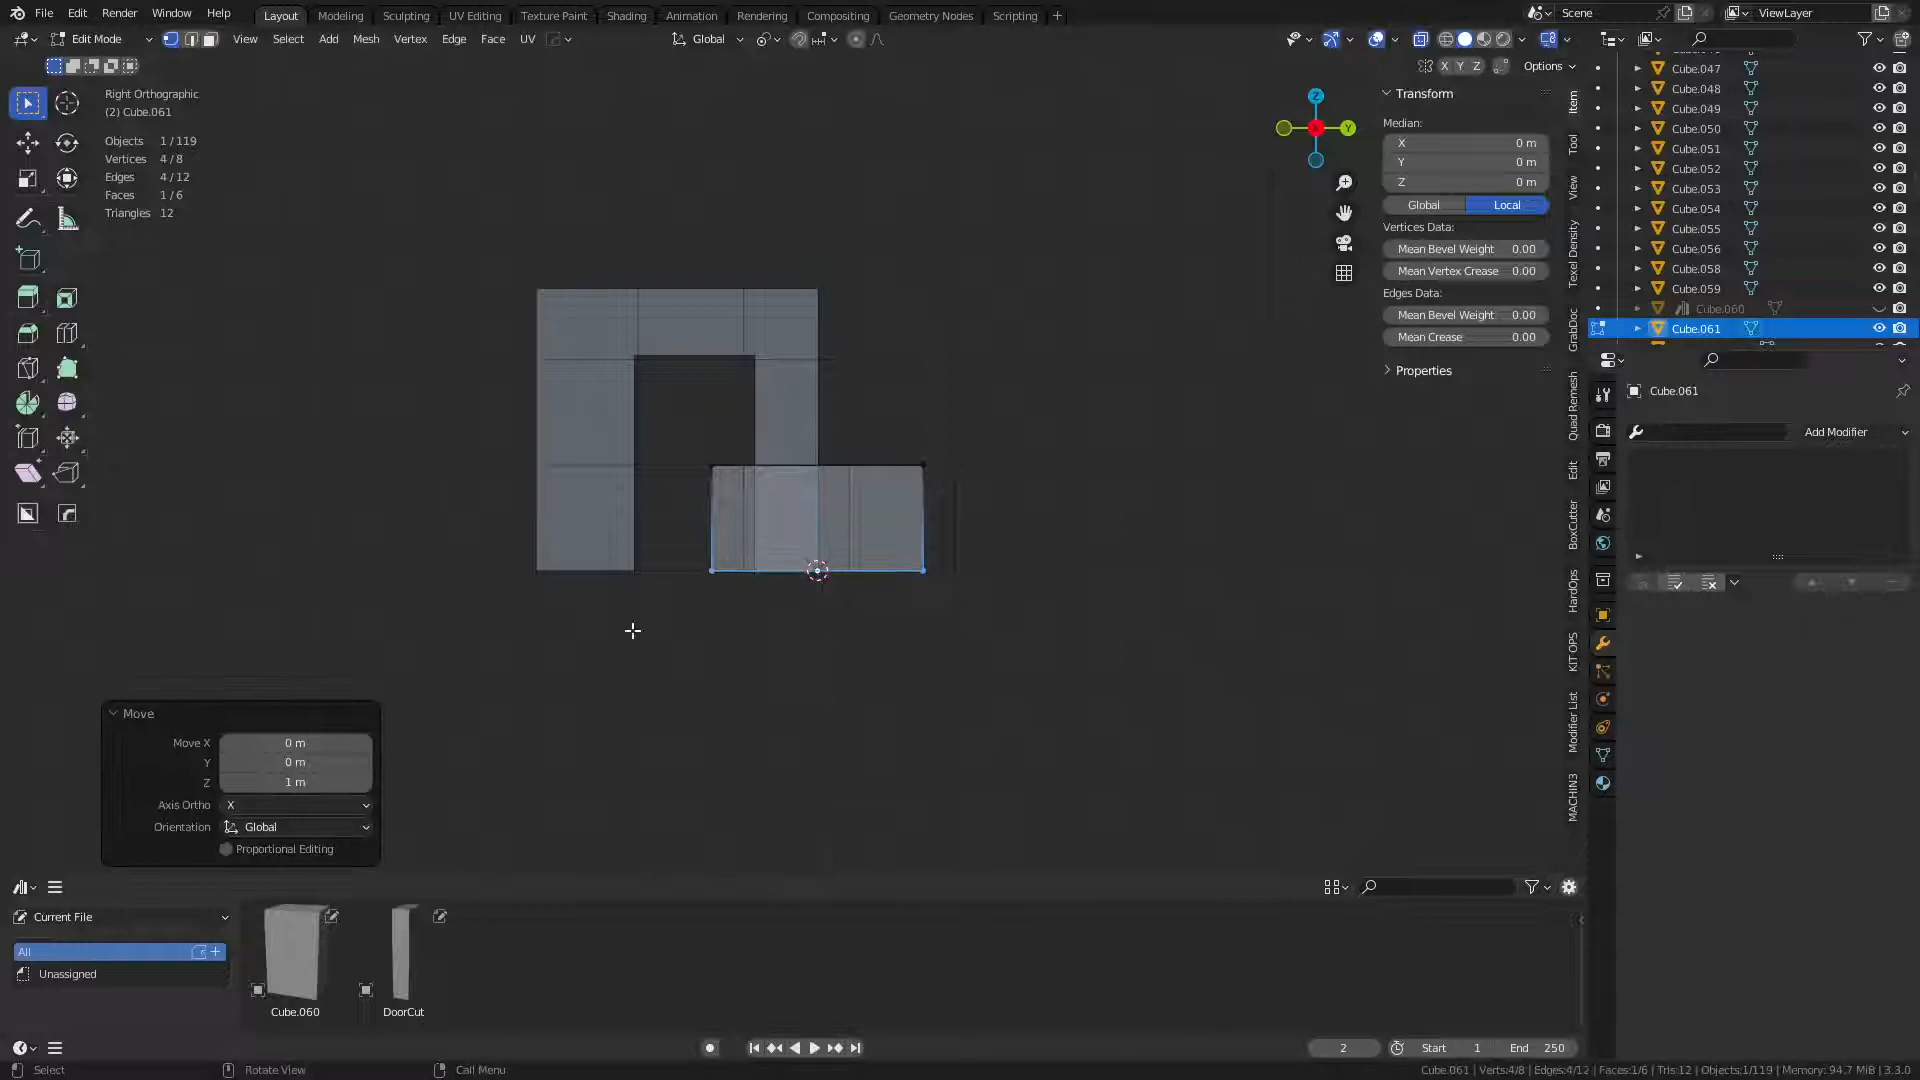 File Edit Render Window Help Layout Modeling Sculpting UV Editing Texture Paint Shading Animation Rendering Compositing Geometry Nodes Scripting + Scene ViewLayer
Edit Mode View Select Add Mesh Vertex Edge Face UV Global
X Y Z Options
Right Orthographic
(2) Cube.061
Objects 1 / 119
Vertices 4 / 8
Edges 4 / 12
Faces 1 / 6
Triangles 12
Z
Y
Transform
Median:
X 0 m
Y 0 m
Z 0 m
Global Local
Vertices Data:
Mean Bevel Weight 0.00
Mean Vertex Crease 0.00
Edges Data:
Mean Bevel Weight 0.00
Mean Crease 0.00
Properties
Item
Tool
View
Texel Density
GrabDoc
Quad Remesh
Edit
BoxCutter
HardOps
KIT OPS
Modifier List
MACHIN3
Cube.047
Cube.048
Cube.049
Cube.050
Cube.051
Cube.052
Cube.053
Cube.054
Cube.055
Cube.056
Cube.058
Cube.059
Cube.060
Cube.061
Cube.061
Add Modifier
Move
Move X 0 m
Y 0 m
Z 1 m
Axis Ortho X
Orientation Global
Proportional Editing
Current File
All
Unassigned
Cube.060
DoorCut
2 Start 1 End 250
Select Rotate View Call Menu Cube.061 | Verts:4/8 | Edges:4/12 | Faces:1/6 | Tris:12 | Objects:1/119 | Memory: 94.7 MiB | 3.3.0